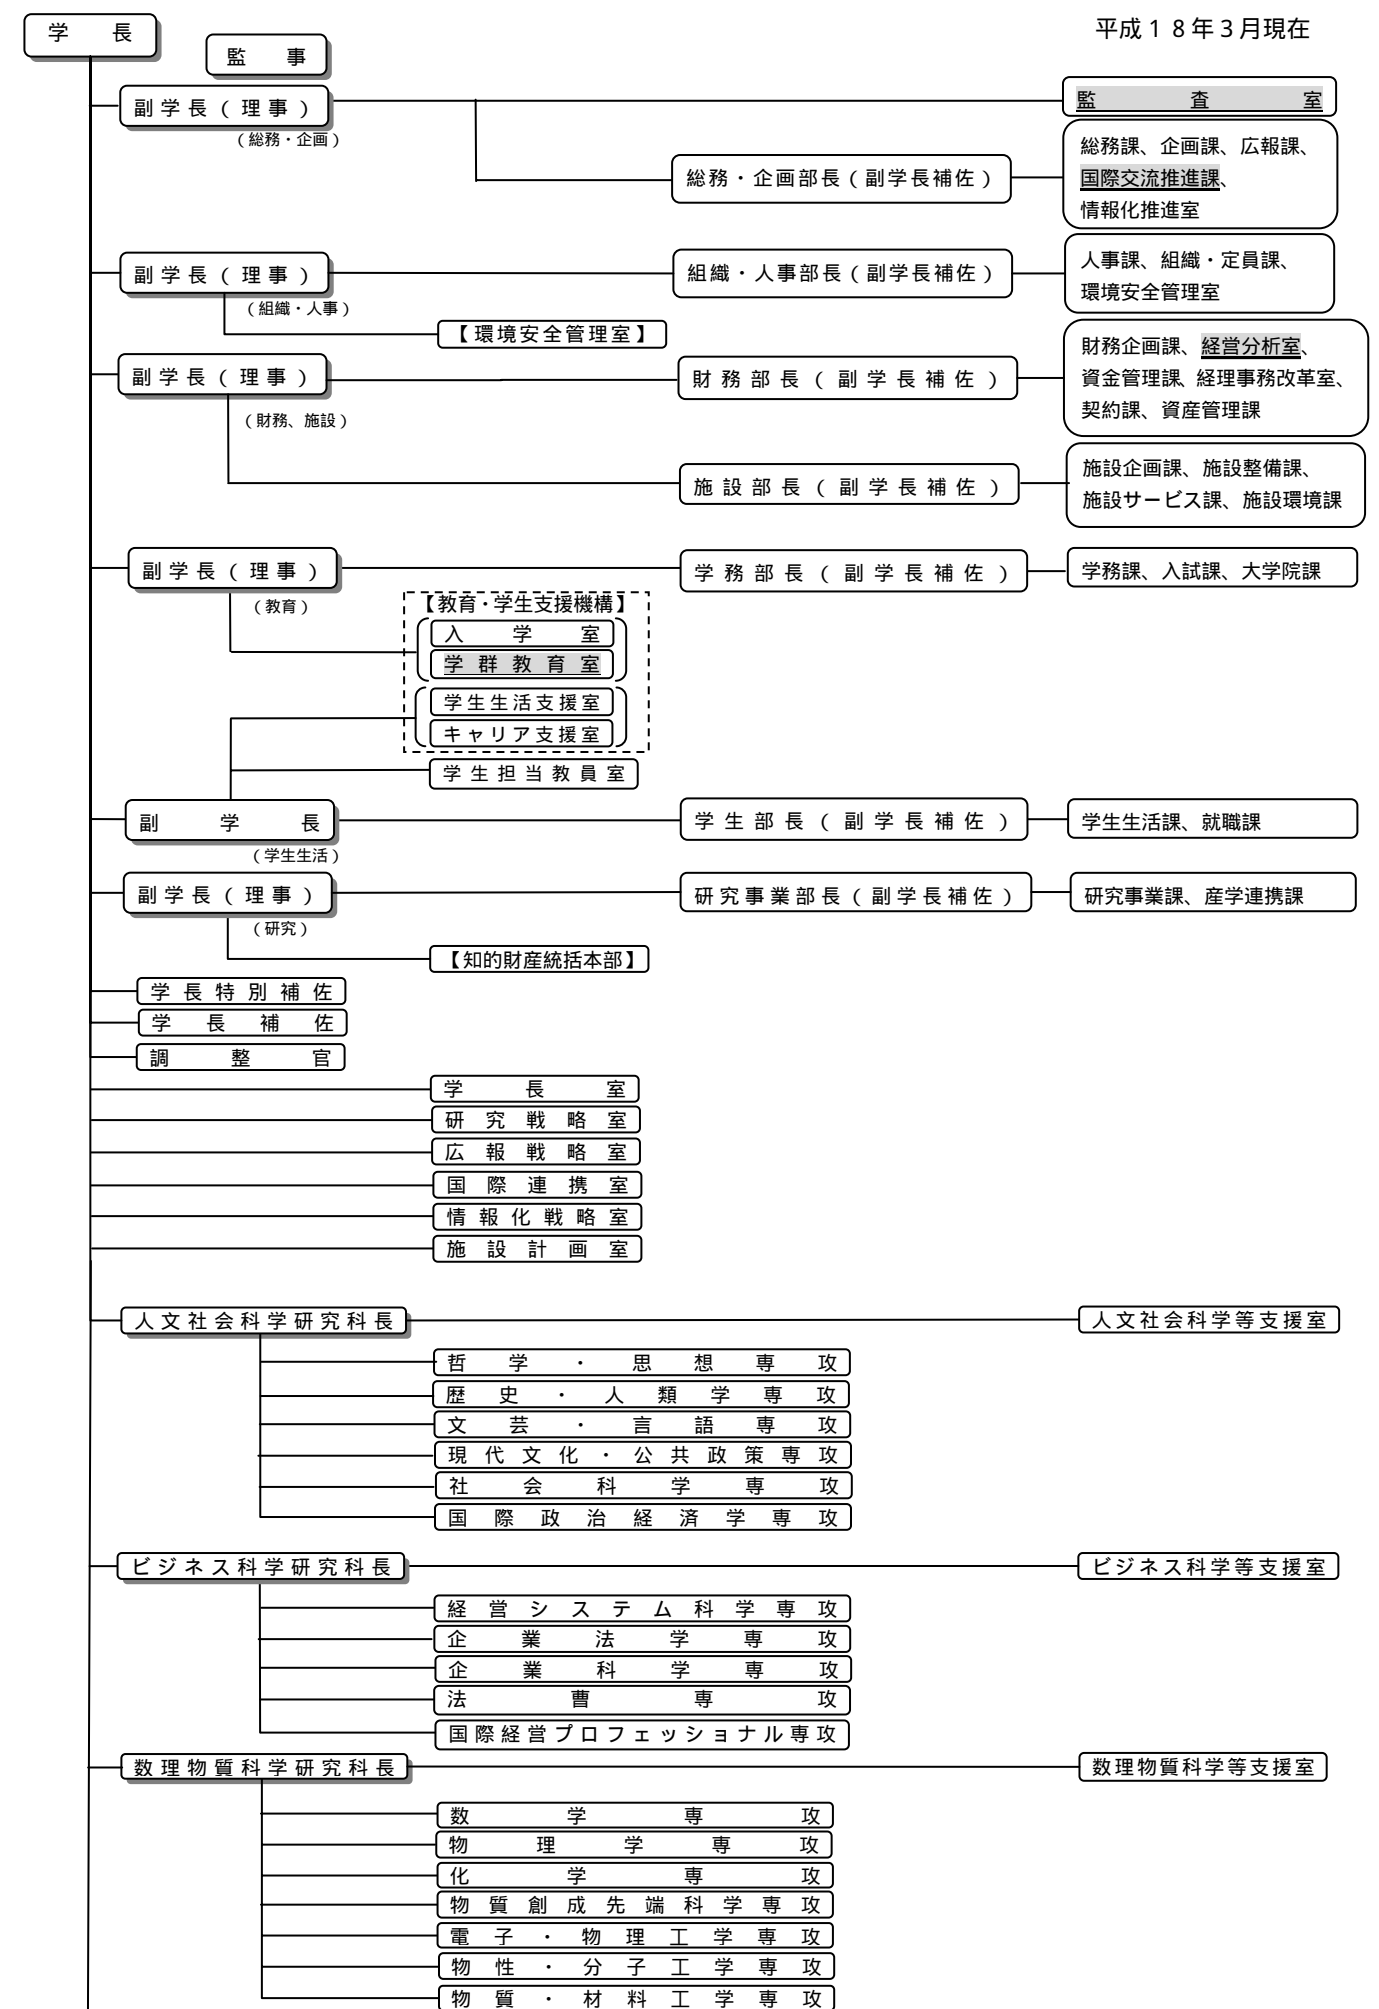 学長
平成１８年３月現在
監事
副学長(理事)
(総務・企画)
監査室
総務・企画部長(副学長補佐)
総務課、企画課、広報課、
国際交流推進課、
情報化推進室
副学長(理事)
(組織・人事)
組織・人事部長(副学長補佐)
人事課、組織・定員課、
環境安全管理室
【環境安全管理室】
副学長(理事)
(財務、施設)
財務部長(副学長補佐)
財務企画課、経営分析室、
資金管理課、経理事務改革室、
契約課、資産管理課
施設部長(副学長補佐)
施設企画課、施設整備課、
施設サービス課、施設環境課
副学長(理事)
(教育)
学務部長(副学長補佐)
学務課、入試課、大学院課
【教育・学生支援機構】
入学室
学群教育室
学生生活支援室
キャリア支援室
学生担当教員室
副学長
(学生生活)
学生部長(副学長補佐)
学生生活課、就職課
副学長(理事)
(研究)
研究事業部長(副学長補佐)
研究事業課、産学連携課
【知的財産統括本部】
学長特別補佐
学長補佐
調整官
学長室
研究戦略室
広報戦略室
国際連携室
情報化戦略室
施設計画室
人文社会科学研究科長
人文社会科学等支援室
哲学・思想専攻
歴史・人類学専攻
文芸・言語専攻
現代文化・公共政策専攻
社会科学専攻
国際政治経済学専攻
ビジネス科学研究科長
ビジネス科学等支援室
経営システム科学専攻
企業法学専攻
企業科学専攻
法曹専攻
国際経営プロフェッショナル専攻
数理物質科学研究科長
数理物質科学等支援室
数学専攻
物理学専攻
化学専攻
物質創成先端科学専攻
電子・物理工学専攻
物性・分子工学専攻
物質・材料工学専攻